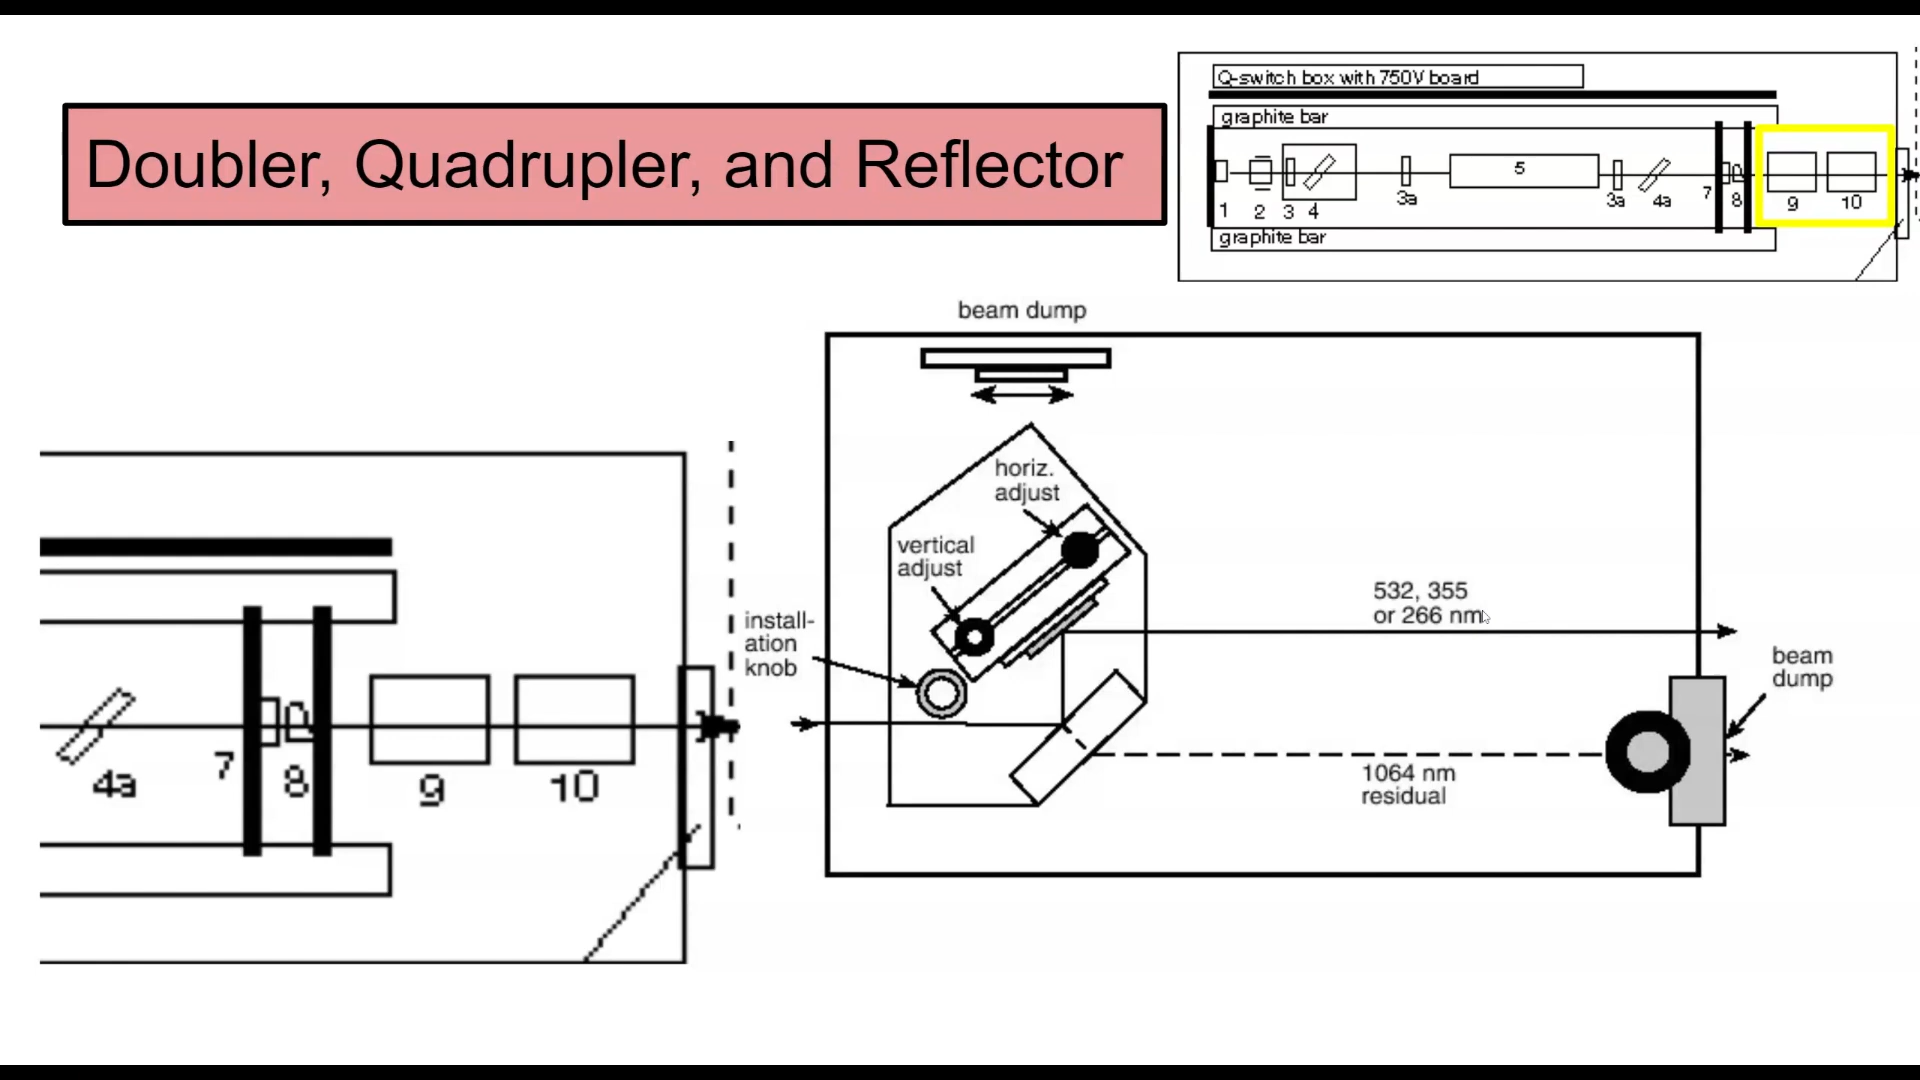 Doubler, Quadrupler, and Reflector
Q-switch box with 750V board
graphite bar
5
3a
3a
4a
7
8
9
10
1
2
3
4
graphite bar
beam dump
horiz.
adjust
vertical
adjust
install-
ation
knob
532, 355
or 266 nm
beam
dump
1064 nm
residual
4a
7
8
9
10